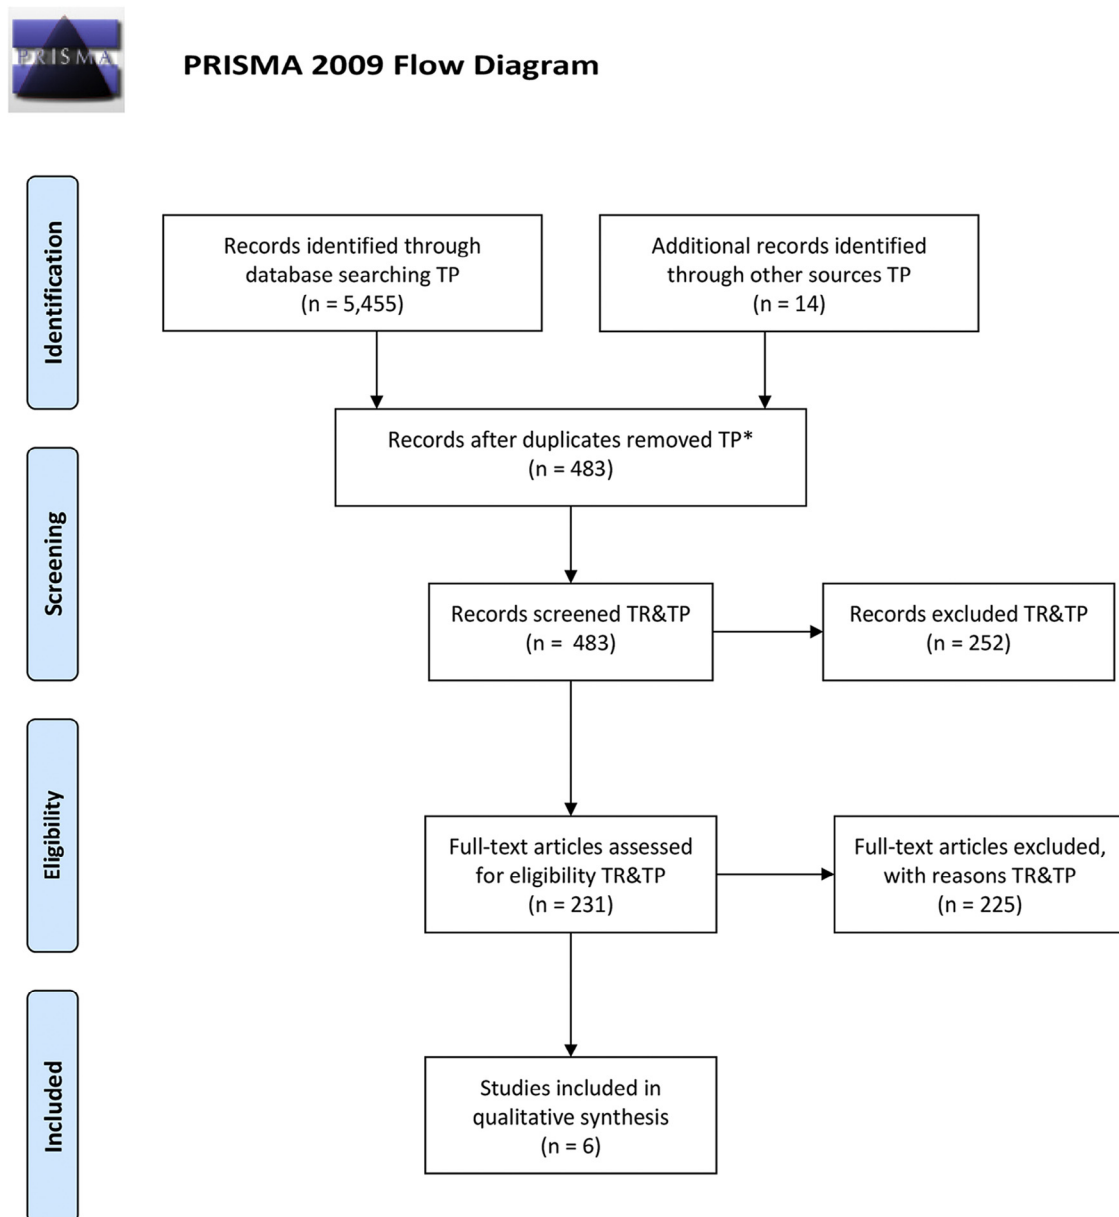 PRISMA
PRISMA 2009 Flow Diagram
Identification
Records identified through
database searching TP
(n = 5,455)
Additional records identified
through other sources TP
(n = 14)
Records after duplicates removed TP*
(n = 483)
Screening
Records screened TR&TP
(n = 483)
Records excluded TR&TP
(n = 252)
Eligibility
Full-text articles assessed
for eligibility TR&TP
(n = 231)
Full-text articles excluded,
with reasons TR&TP
(n = 225)
Included
Studies included in
qualitative synthesis
(n = 6)